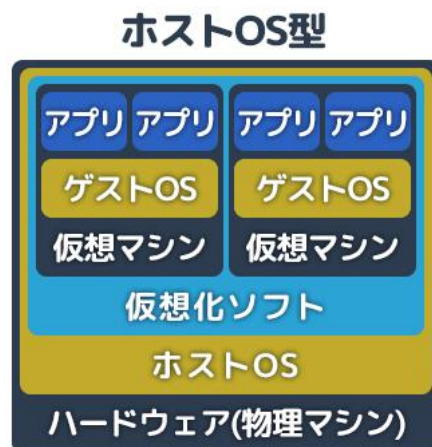 ホストOS型
アプリ アプリ アプリ アプリ
ゲストOS ゲストOS
仮想マシン 仮想マシン
仮想化ソフト
ホストOS
ハードウェア(物理マシン)